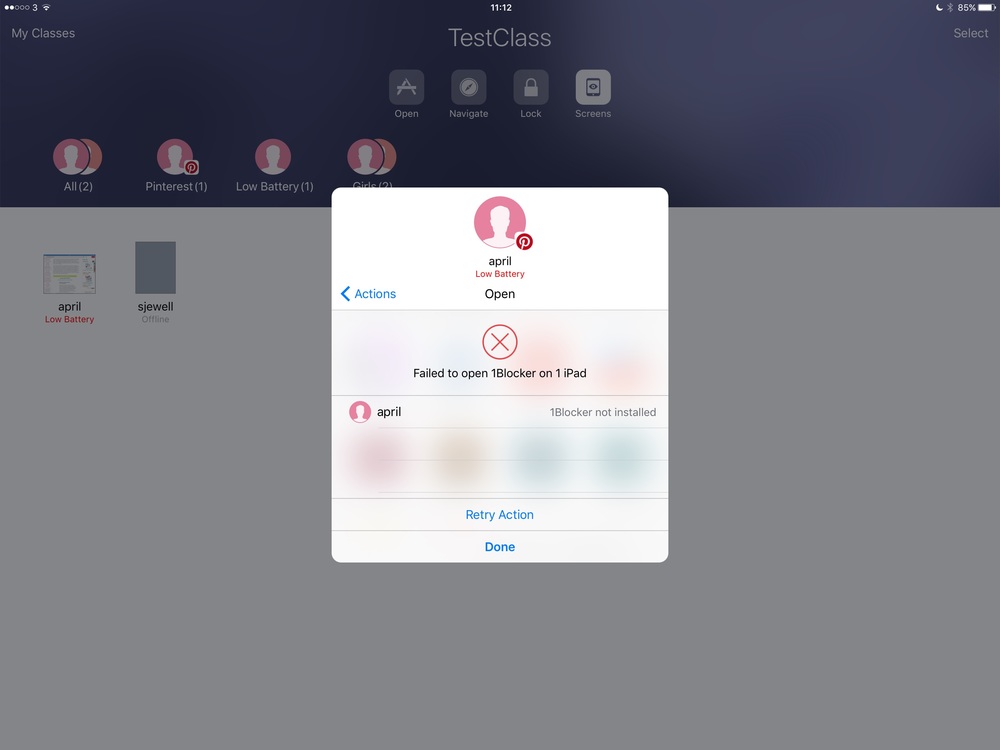 3 11:12 85%
My Classes TestClass Select
Open Navigate Lock Screens
All (2) Pinterest (1) Low Battery (1) Girls (2)
april
Low Battery
Actions Open
april sjewell
Low Battery Offline
Failed to open 1Blocker on 1 iPad
april 1Blocker not installed
Retry Action
Done